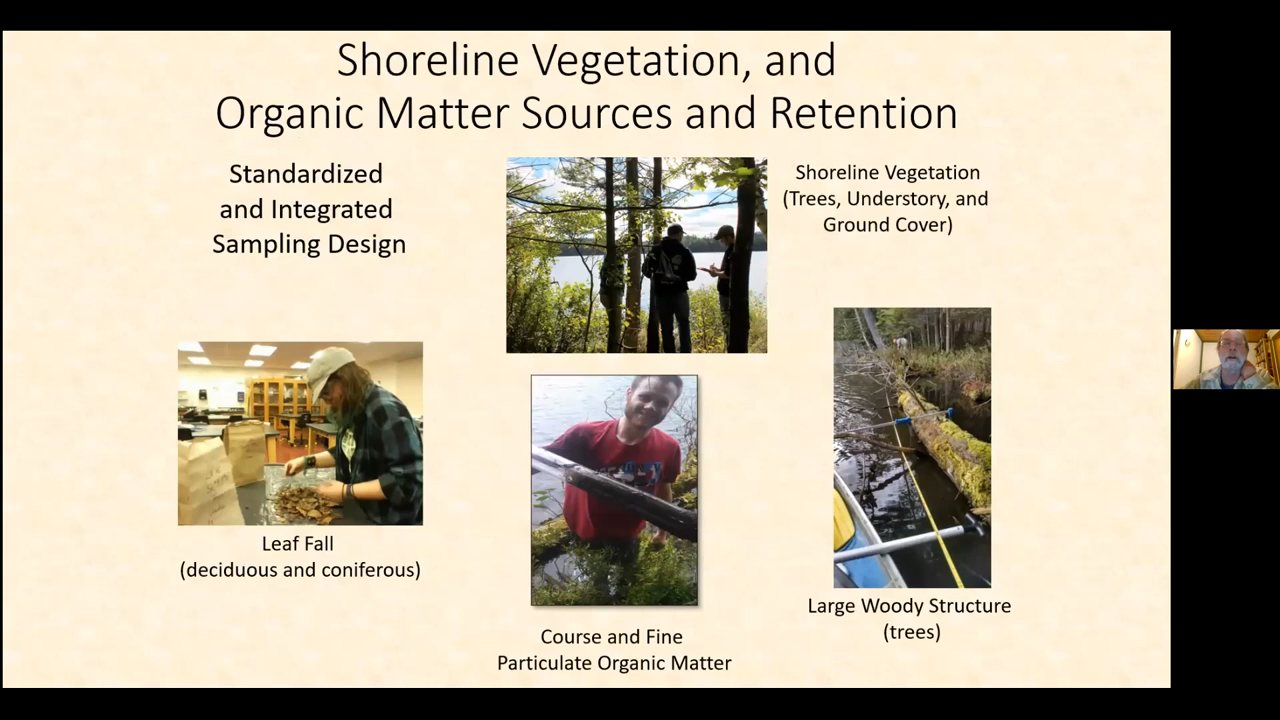 Shoreline Vegetation, and
Organic Matter Sources and Retention
Standardized
and Integrated
Sampling Design
Shoreline Vegetation
(Trees, Understory, and
Ground Cover)
Leaf Fall
(deciduous and coniferous)
Course and Fine
Particulate Organic Matter
Large Woody Structure
(trees)